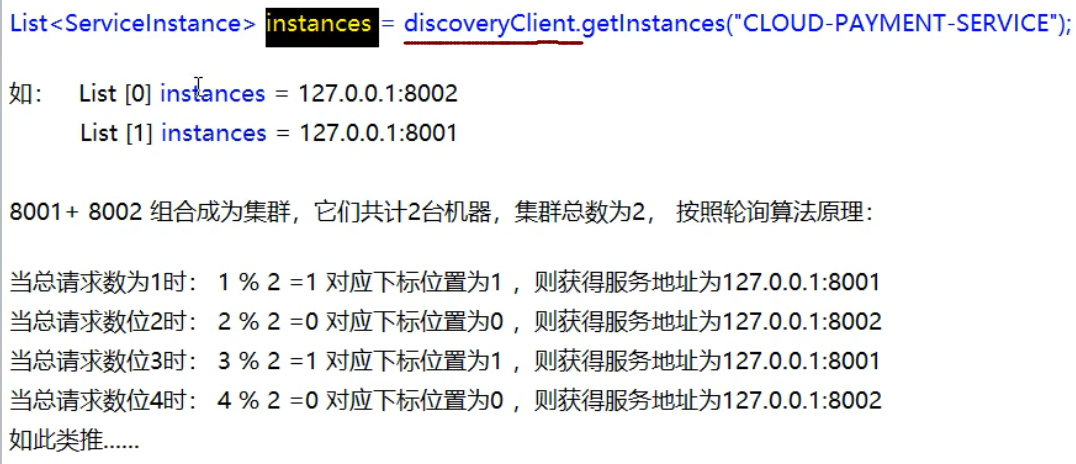 List<ServiceInstance> instances = discoveryClient.getInstances("CLOUD-PAYMENT-SERVICE");
如： List [0] instances = 127.0.0.1:8002
List [1] instances = 127.0.0.1:8001
8001+ 8002 组合成为集群，它们共计2台机器，集群总数为2， 按照轮询算法原理：
当总请求数为1时： 1 % 2 =1 对应下标位置为1 ，则获得服务地址为127.0.0.1:8001
当总请求数位2时： 2 % 2 =0 对应下标位置为0 ，则获得服务地址为127.0.0.1:8002
当总请求数位3时： 3 % 2 =1 对应下标位置为1 ，则获得服务地址为127.0.0.1:8001
当总请求数位4时： 4 % 2 =0 对应下标位置为0 ，则获得服务地址为127.0.0.1:8002
如此类推......